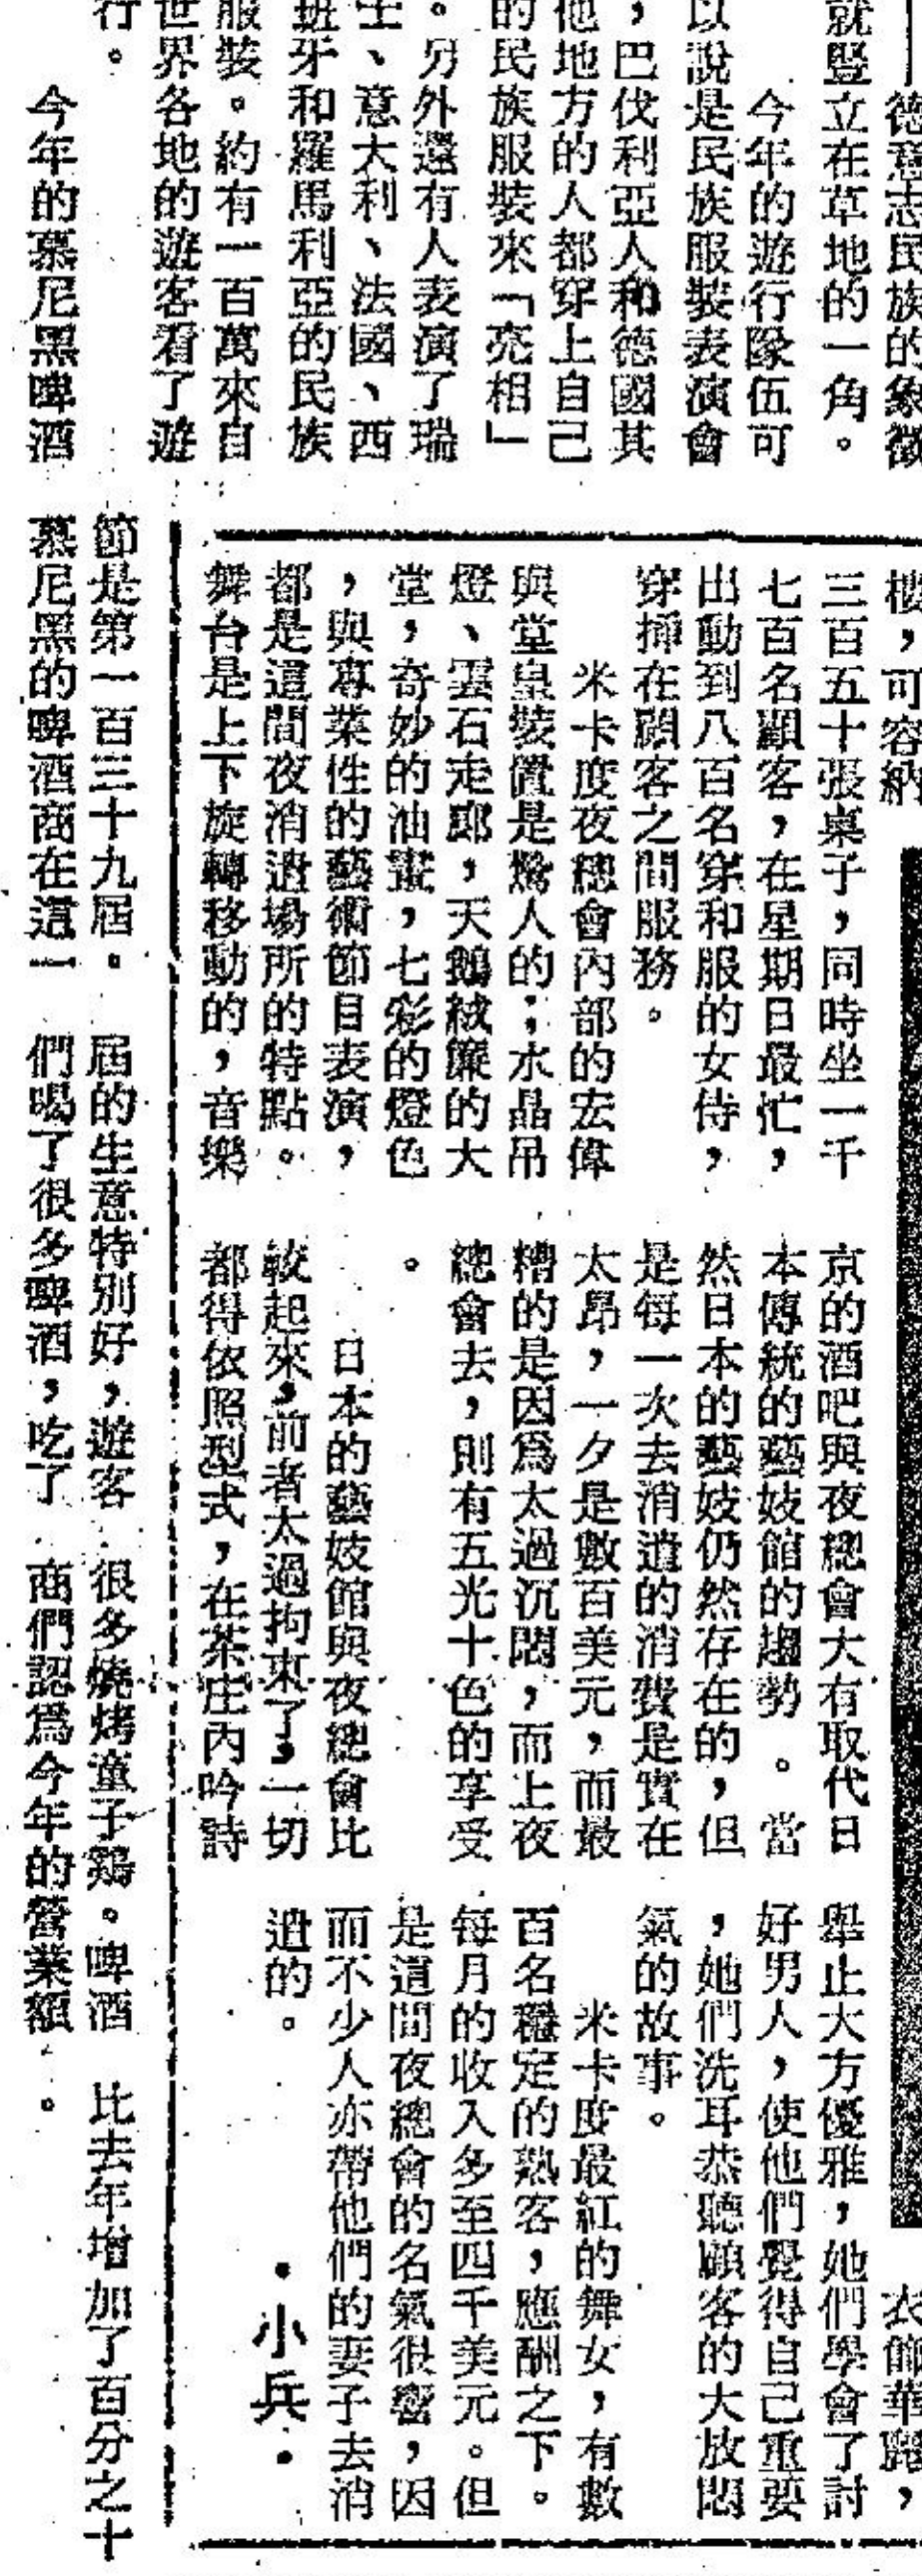 ——德意志民族的象徵
就豎立在草地的一角。
今年的遊行隊伍可
以說是民族服裝表演會
，巴伐利亞人和德國其
他地方的人都穿上自己
的民族服裝來「亮相」
。另外還有人表演了瑞
士、意大利、法國、西
班牙和羅馬利亞的民族
服裝。約有一百萬來自
世界各地的遊客看了遊
行。
今年的慕尼黑啤酒
節是第一百三十九屆。
慕尼黑的啤酒商在這一
屆的生意特別好，遊客
們喝了很多啤酒，吃了
很多燒烤童子鷄。啤酒
商們認爲今年的營業額
比去年增加了百分之十
。
樓，可容納
三百五十張桌子，同時坐一千
七百名顧客，在星期日最忙，
出動到八百名穿和服的女侍，
穿挿在顧客之間服務。
米卡度夜總會內部的宏偉
與堂皇裝置是驚人的；水晶吊
燈、雲石走廊，天鵝絨簾的大
堂，奇妙的油畫，七彩的燈色
，與專業性的藝術節目表演，
都是這間夜消遣場所的特點。
舞台是上下旋轉移動的，音樂
京的酒吧與夜總會大有取代日
本傳統的藝妓館的趨勢。當
然日本的藝妓仍然存在的，但
是每一次去消遣的消費是實在
太昂，一夕是數百美元，而最
糟的是因爲太過沉悶，而上夜
總會去，則有五光十色的享受
。
日本的藝妓館與夜總會比
較起來，前者太過拘束了，一切
都得依照型式，在茶庄內吟詩
衣飾華麗，
舉止大方優雅，她們學會了討
好男人，使他們覺得自己重要
，她們洗耳恭聽顧客的大放悶
氣的故事。
米卡度最紅的舞女，有數
百名穩定的熟客，應酬之下。
每月的收入多至四千美元。但
是這間夜總會的名氣很響，因
而不少人亦帶他們的妻子去消
遣的。
・小兵・